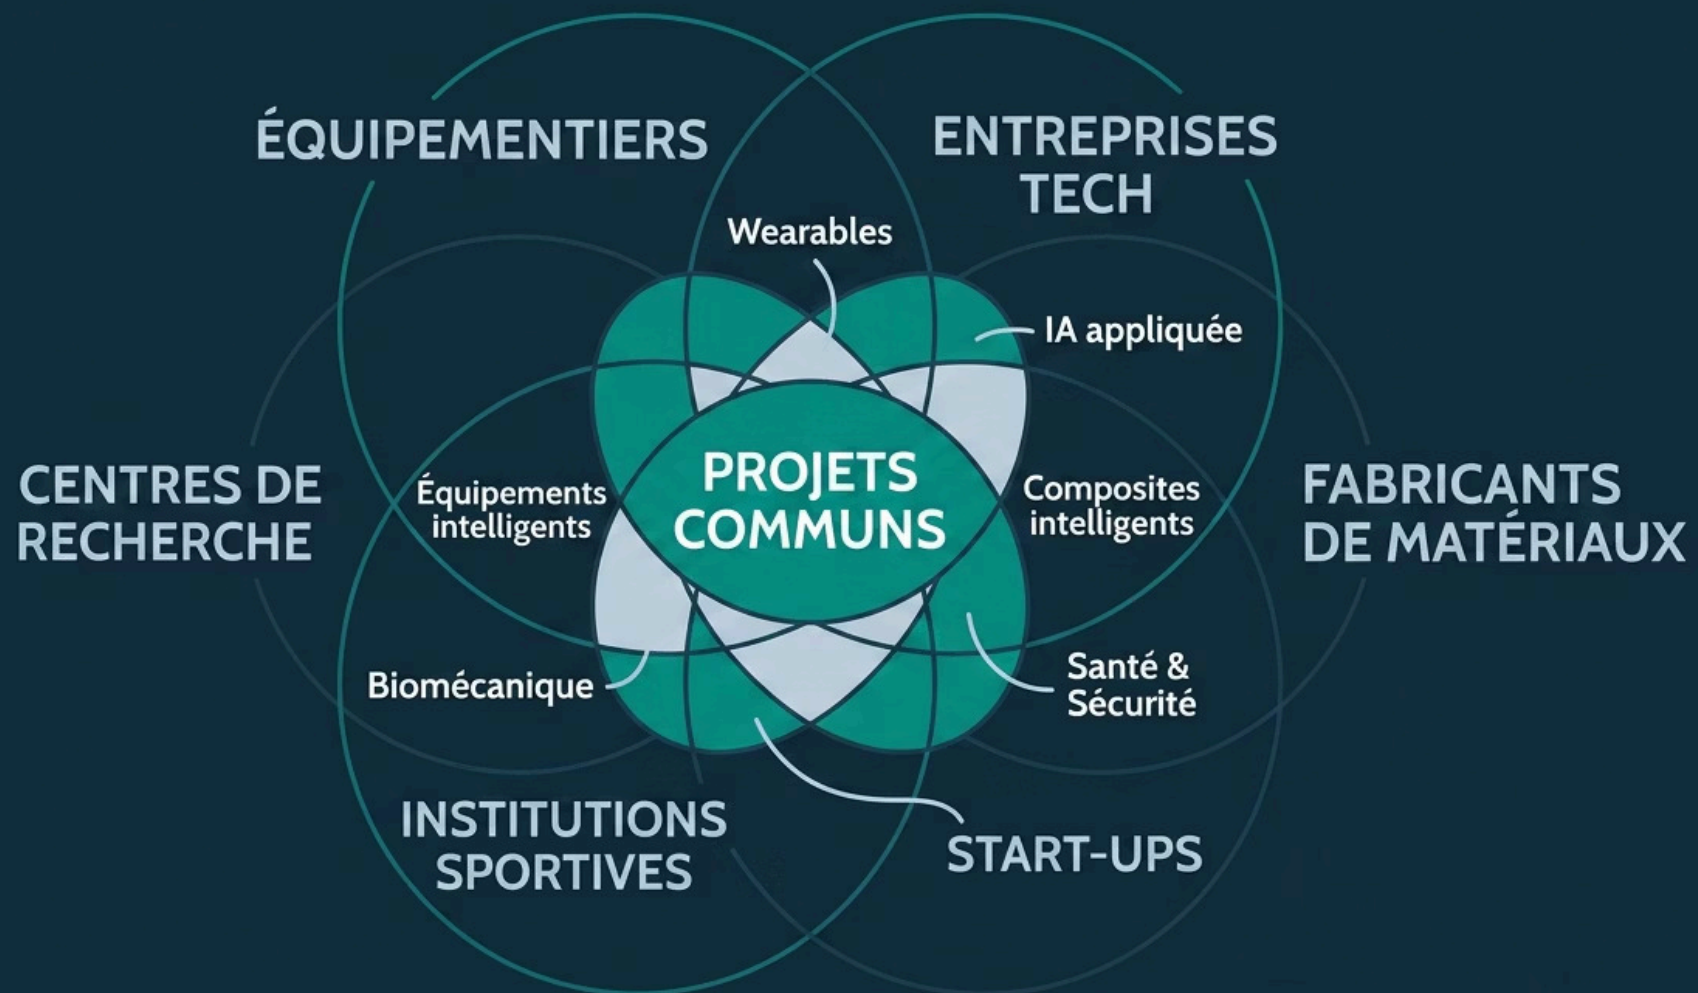 ÉQUIPEMENTIERS
ENTREPRISES
TECH
Wearables
IA appliquée
CENTRES DE
RECHERCHE
Équipements
intelligents
PROJETS
COMMUNS
Composites
intelligents
FABRICANTS
DE MATÉRIAUX
Biomécanique
Santé &
Sécurité
INSTITUTIONS
SPORTIVES
START-UPS